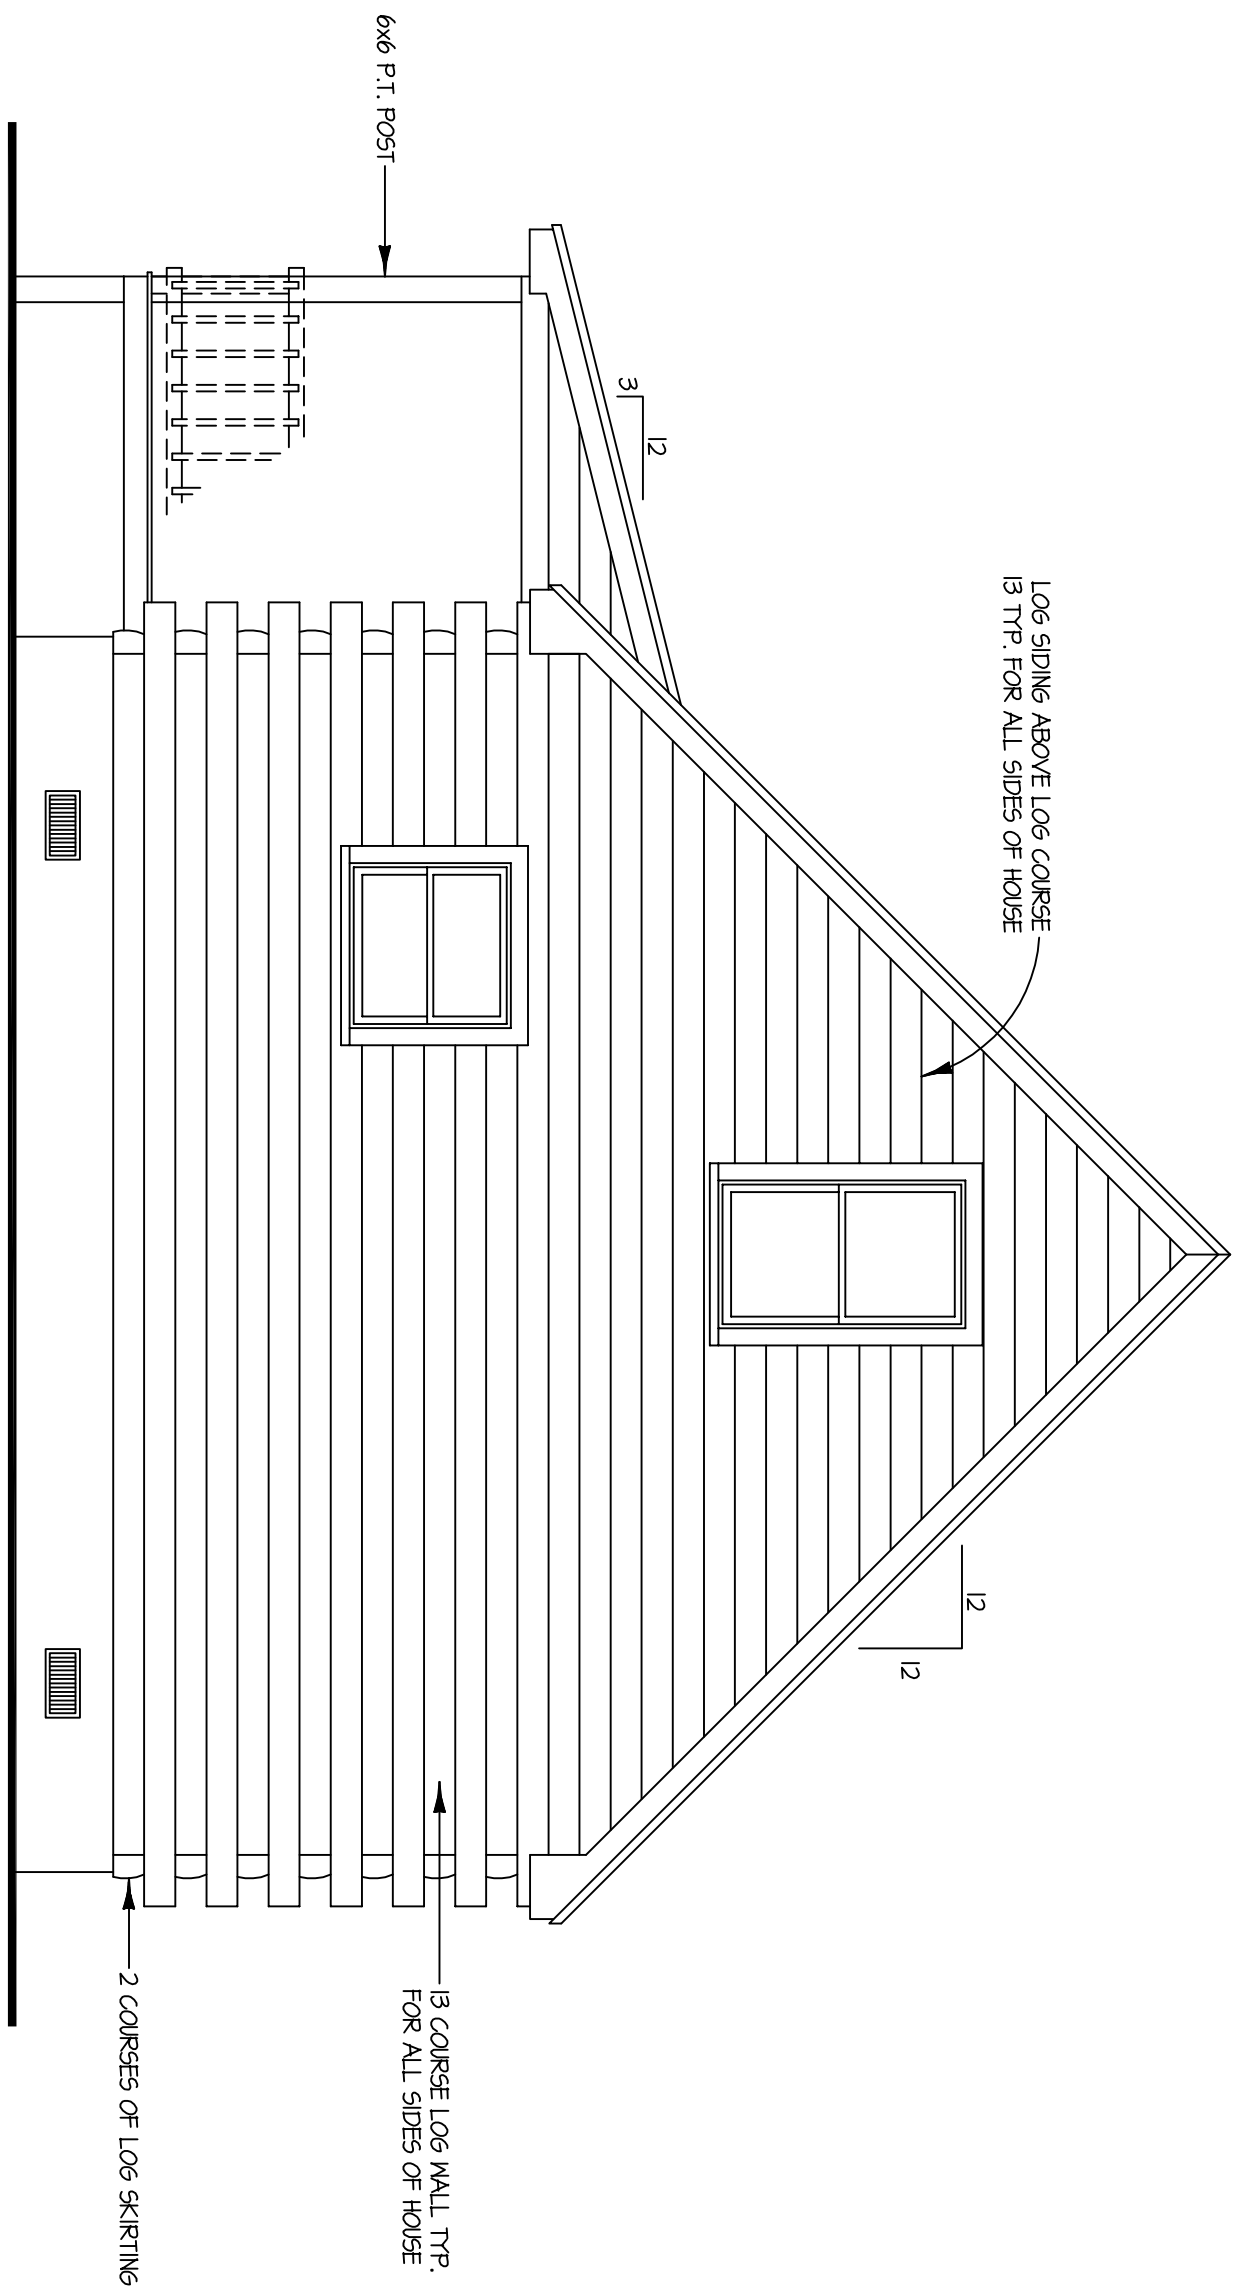 LOG SIDING ABOVE LOG COURSE
13 TYP. FOR ALL SIDES OF HOUSE
12
12
12
3
6x6 P.T. POST
13 COURSE LOG WALL TYP.
FOR ALL SIDES OF HOUSE
2 COURSES OF LOG SKIRTING